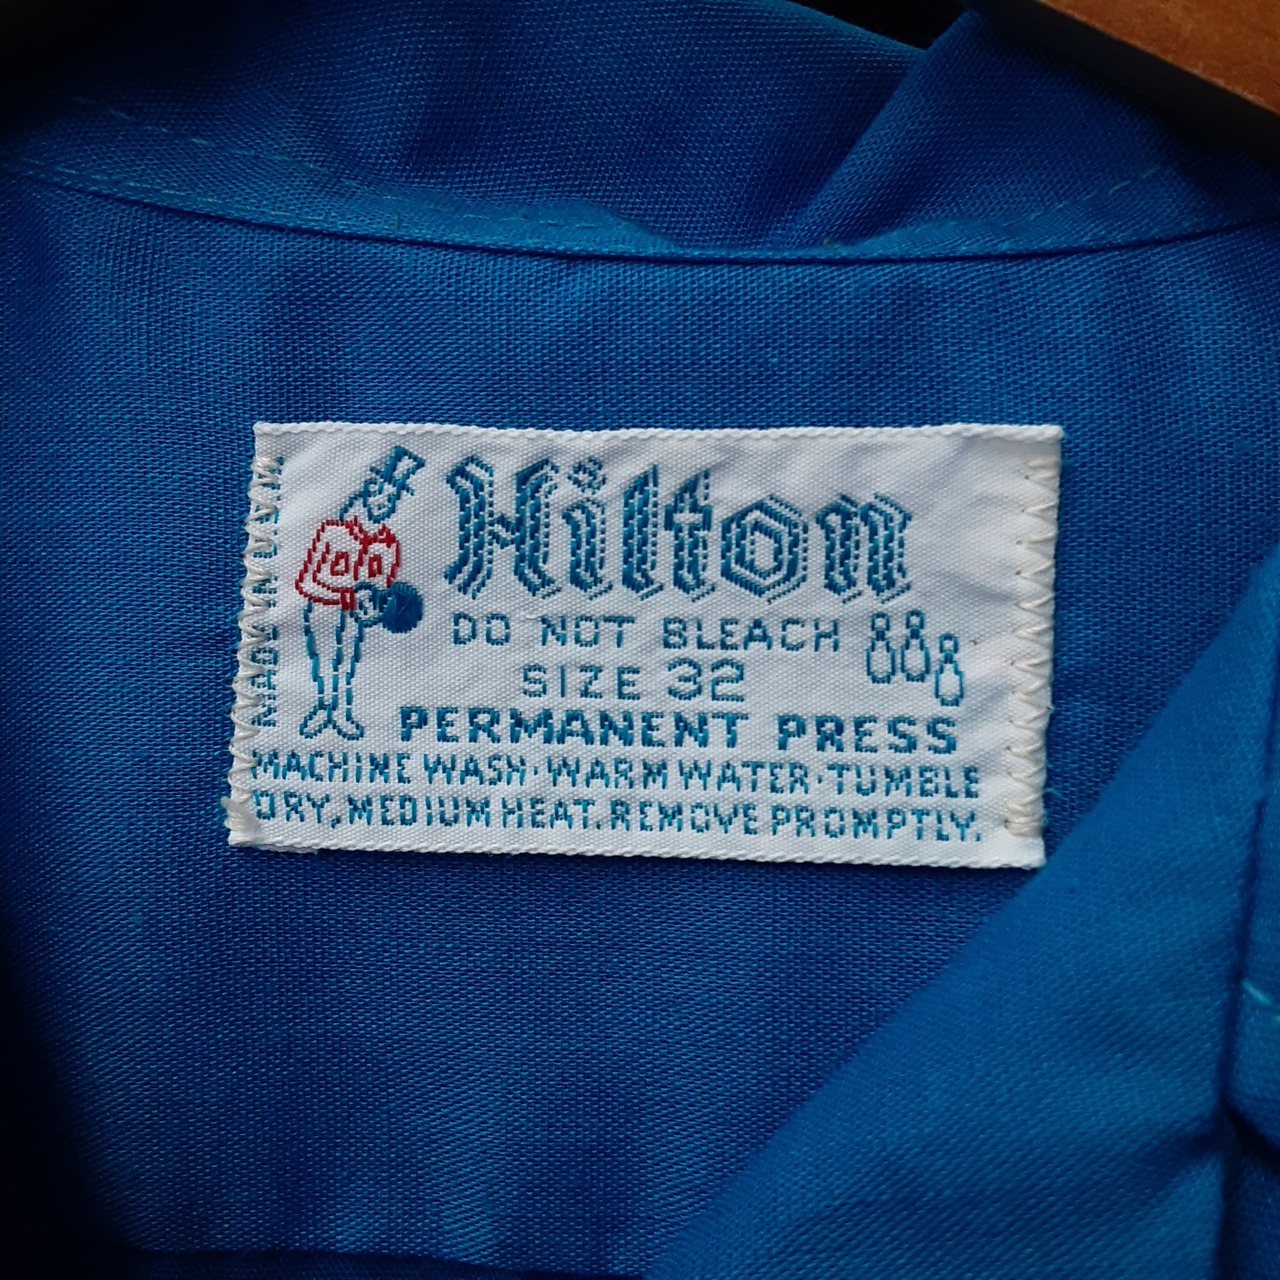 Hilton
DO NOT BLEACH
SIZE 32
PERMANENT PRESS
MACHINE WASH·WARM WATER·TUMBLE
DRY, MEDIUM HEAT. REMOVE PROMPTLY.
MADE IN